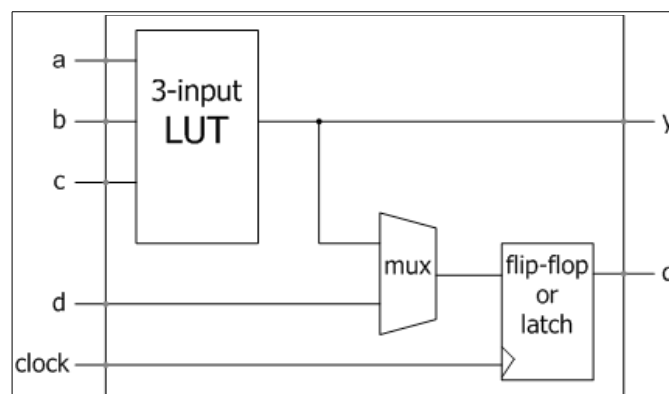 a
3-input
b
LUT
y
c
mux
flip-flop
or
latch
d
clock